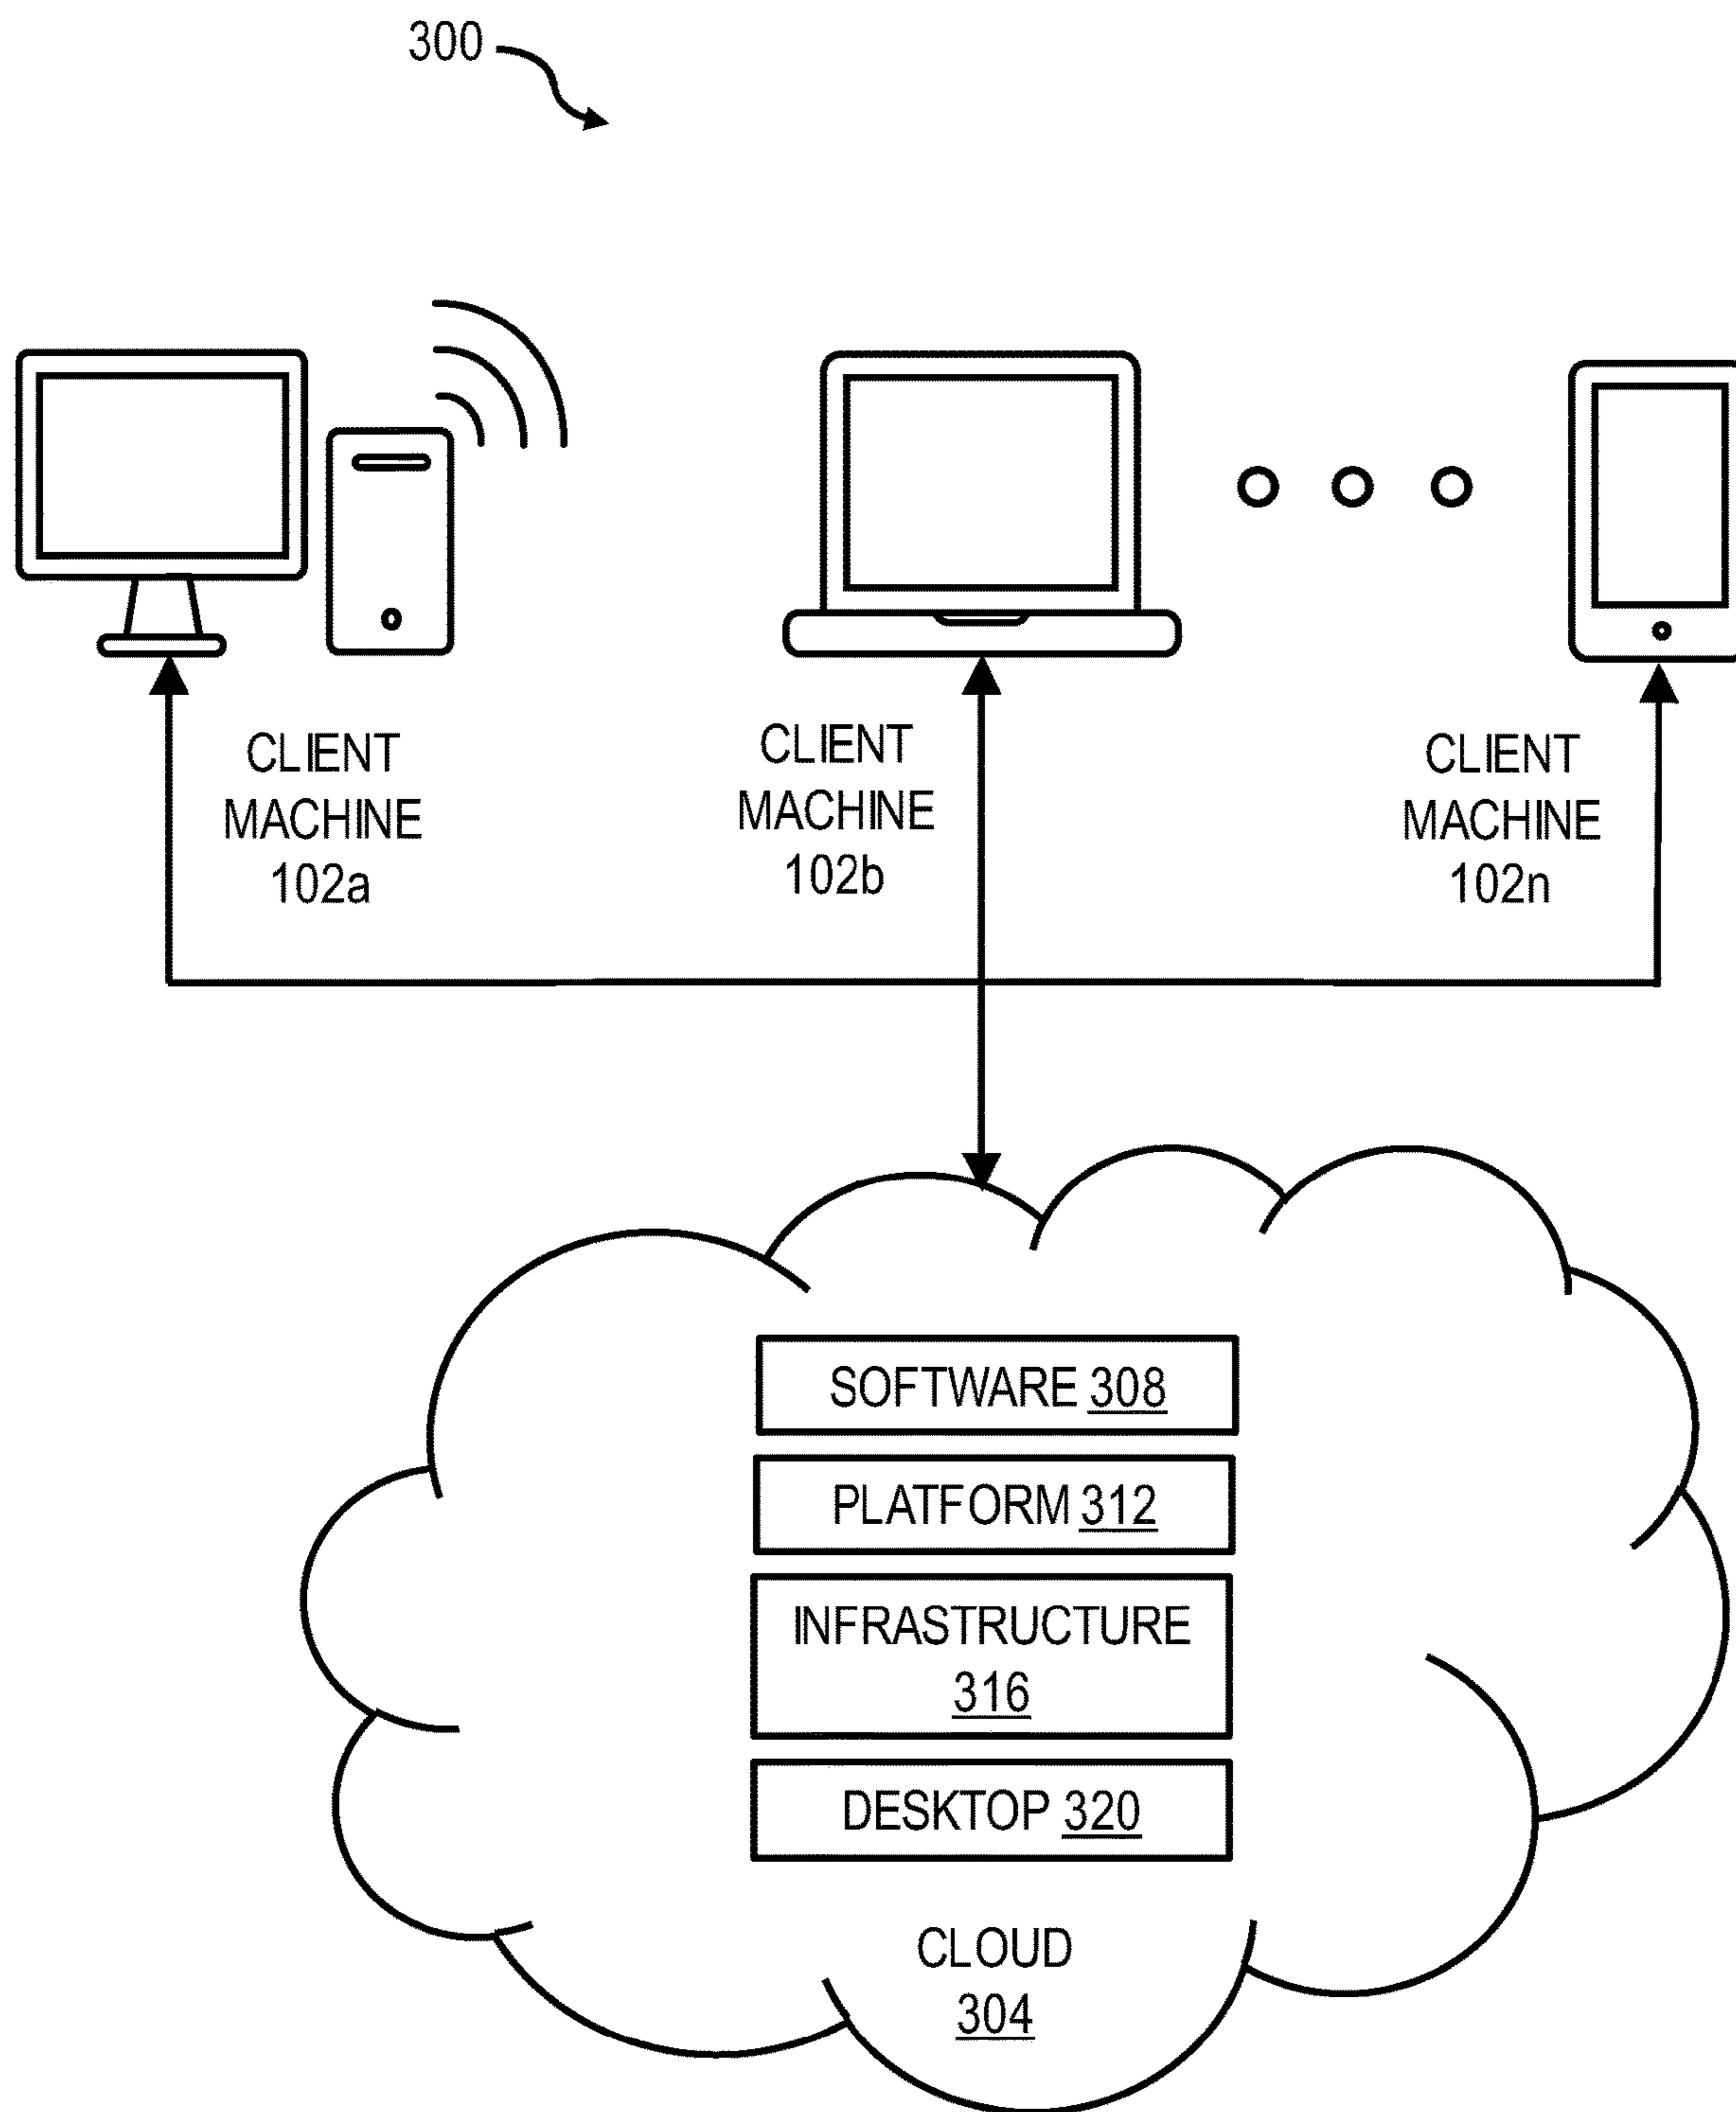 300
CLIENT
MACHINE
102a
CLIENT
MACHINE
102b
CLIENT
MACHINE
102n
SOFTWARE 308
PLATFORM 312
INFRASTRUCTURE
316
DESKTOP 320
CLOUD
304